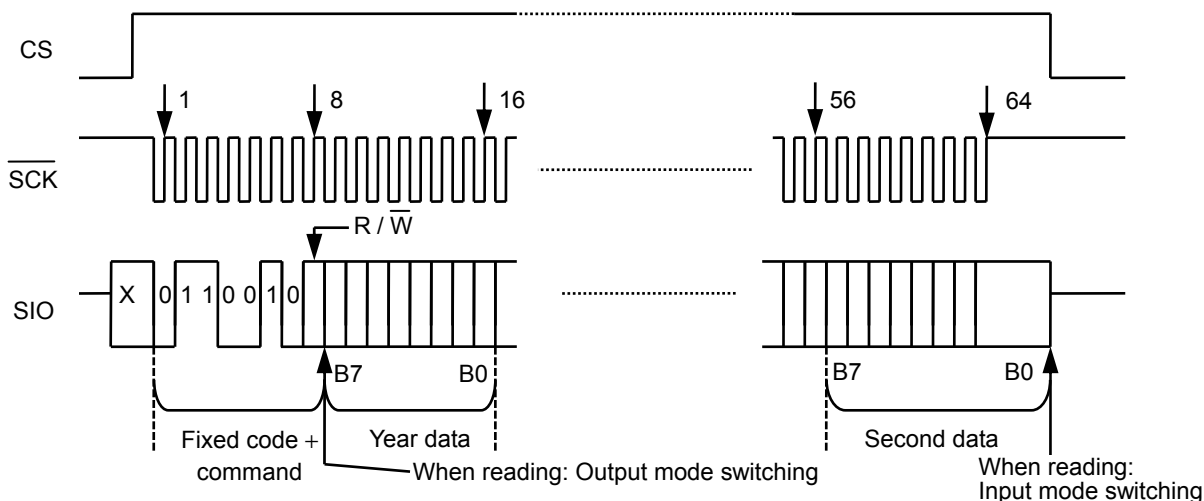 CS
1 8 16 56 64
SCK
R / W
SIO
X 0 1 1 0 0 1 0
B7 B0 B7 B0
Fixed code +
command
Year data
Second data
When reading: Output mode switching
When reading:
Input mode switching